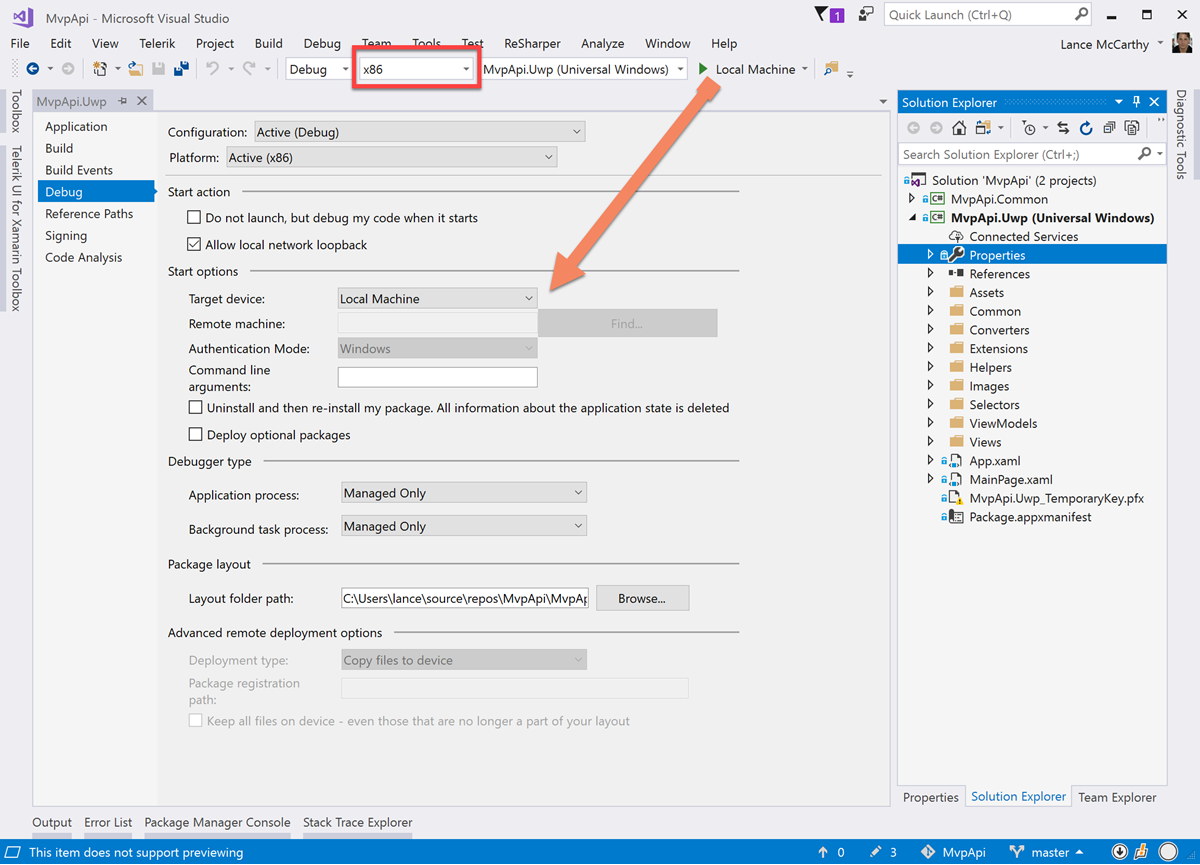 MvpApi - Microsoft Visual Studio
1
Quick Launch (Ctrl+Q)
File Edit View Telerik Project Build Debug Team Tools Test ReSharper Analyze Window Help
Lance McCarthy
Debug x86 MvpApi.Uwp (Universal Windows) Local Machine
Toolbox
Telerik UI for Xamarin Toolbox
MvpApi.Uwp
Application
Build
Build Events
Debug
Reference Paths
Signing
Code Analysis
Configuration: Active (Debug)
Platform: Active (x86)
Start action
Do not launch, but debug my code when it starts
Allow local network loopback
Start options
Target device: Local Machine
Remote machine: Find...
Authentication Mode: Windows
Command line
arguments:
Uninstall and then re-install my package. All information about the application state is deleted
Deploy optional packages
Debugger type
Application process: Managed Only
Background task process: Managed Only
Package layout
Layout folder path: C:\Users\lance\source\repos\MvpApi\MvpAp Browse...
Advanced remote deployment options
Deployment type: Copy files to device
Package registration
path:
Keep all files on device - even those that are no longer a part of your layout
Solution Explorer
Search Solution Explorer (Ctrl+;)
Solution 'MvpApi' (2 projects)
C# MvpApi.Common
C# MvpApi.Uwp (Universal Windows)
Connected Services
Properties
References
Assets
Common
Converters
Extensions
Helpers
Images
Selectors
ViewModels
Views
App.xaml
MainPage.xaml
MvpApi.Uwp_TemporaryKey.pfx
Package.appxmanifest
Properties Solution Explorer Team Explorer
Diagnostic Tools
Output Error List Package Manager Console Stack Trace Explorer
This item does not support previewing
0 3 MvpApi master